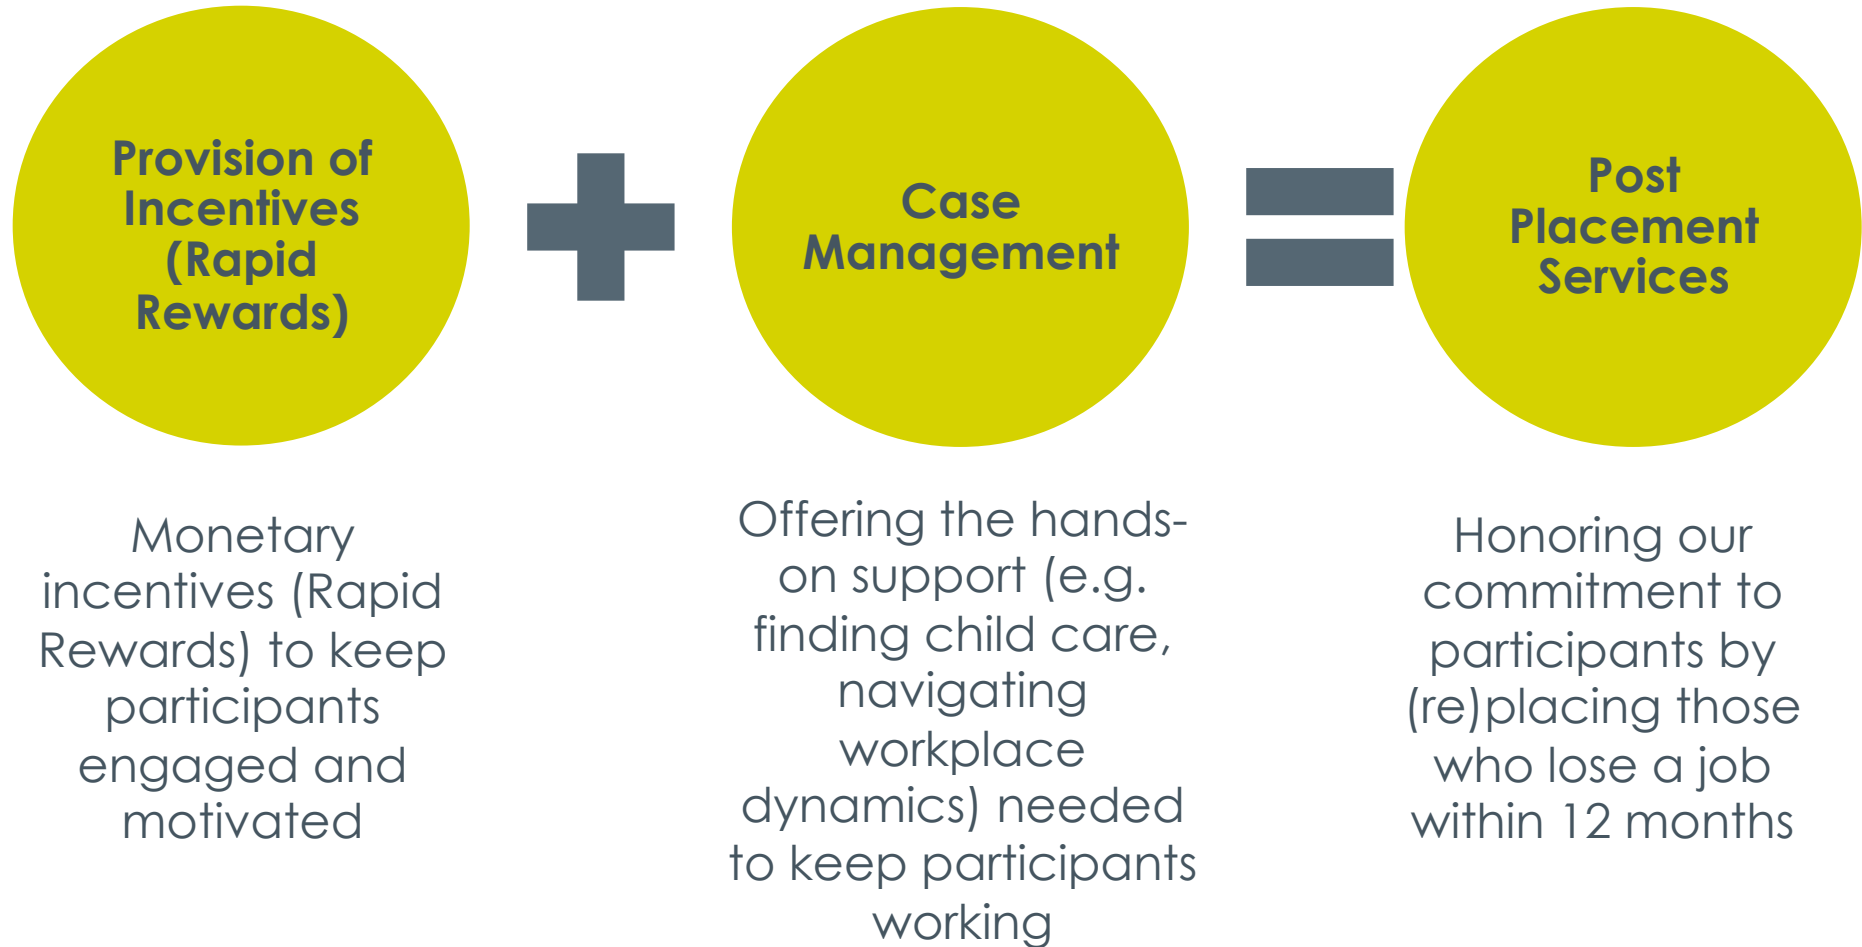 Provision of
Incentives
(Rapid
Rewards)
Case
Management
Post
Placement
Services
Monetary
incentives (Rapid
Rewards) to keep
participants
engaged and
motivated
Offering the hands-
on support (e.g.
finding child care,
navigating
workplace
dynamics) needed
to keep participants
working
Honoring our
commitment to
participants by
(re)placing those
who lose a job
within 12 months